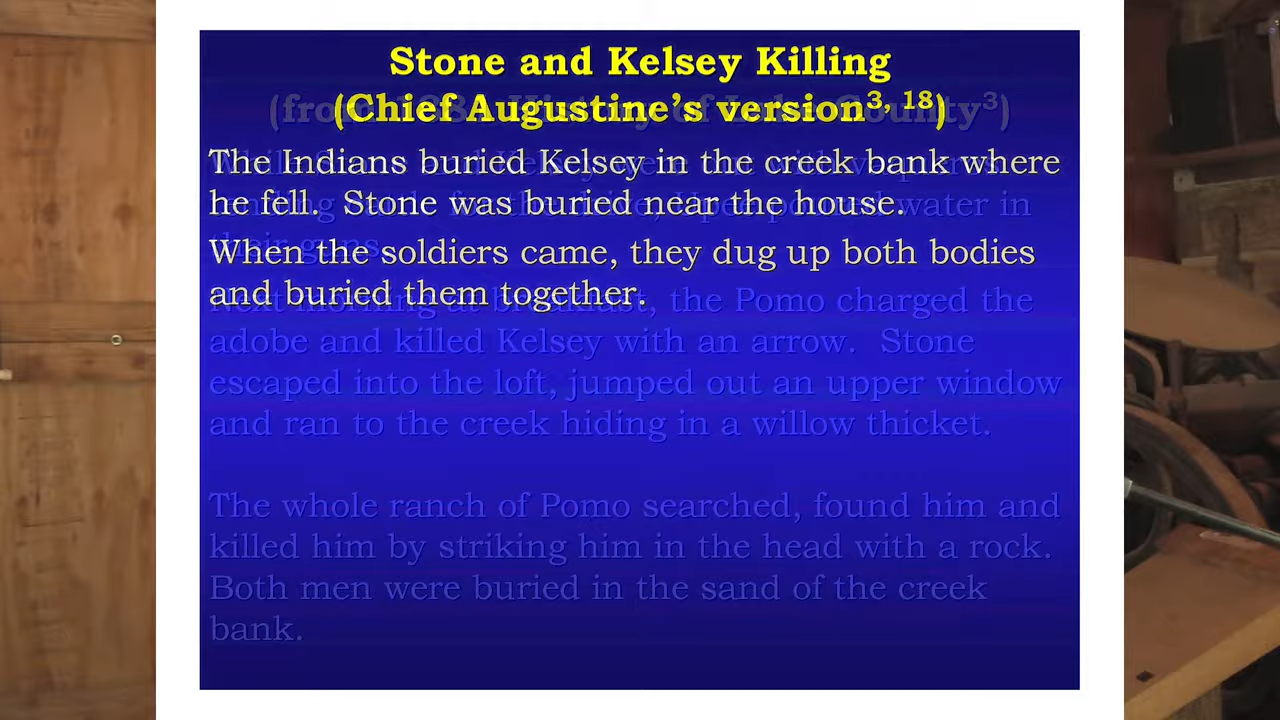 Stone and Kelsey Killing
(Chief Augustine's version3, 18)
The Indians buried Kelsey in the creek bank where
he fell. Stone was buried near the house.
When the soldiers came, they dug up both bodies
and buried them together.
their guns.
Next morning at breakfast, the Pomo charged the
adobe and killed Kelsey with an arrow. Stone
escaped into the loft, jumped out an upper window
and ran to the creek hiding in a willow thicket.
The whole ranch of Pomo searched, found him and
killed him by striking him in the head with a rock.
Both men were buried in the sand of the creek
bank.